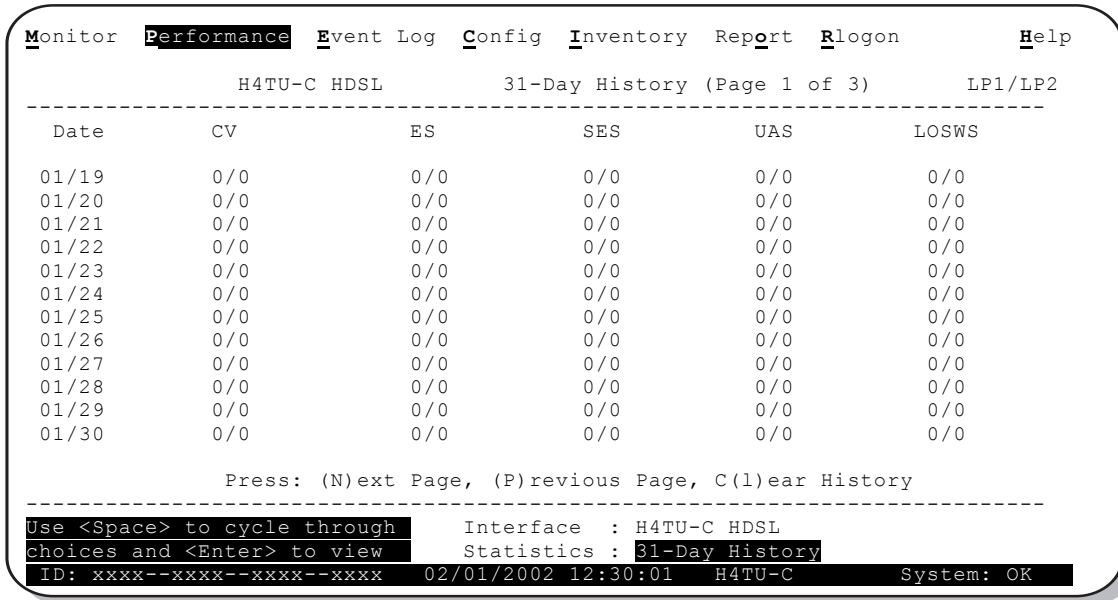 Monitor Performance Event Log Config Inventory Report Rlogon Help
H4TU-C HDSL 31-Day History (Page 1 of 3) LP1/LP2
--------------------------------------------------------------------------------
Date CV ES SES UAS LOSWS
01/19 0/0 0/0 0/0 0/0 0/0
01/20 0/0 0/0 0/0 0/0 0/0
01/21 0/0 0/0 0/0 0/0 0/0
01/22 0/0 0/0 0/0 0/0 0/0
01/23 0/0 0/0 0/0 0/0 0/0
01/24 0/0 0/0 0/0 0/0 0/0
01/25 0/0 0/0 0/0 0/0 0/0
01/26 0/0 0/0 0/0 0/0 0/0
01/27 0/0 0/0 0/0 0/0 0/0
01/28 0/0 0/0 0/0 0/0 0/0
01/29 0/0 0/0 0/0 0/0 0/0
01/30 0/0 0/0 0/0 0/0 0/0
Press: (N)ext Page, (P)revious Page, C(l)ear History
--------------------------------------------------------------------------------
Use <Space> to cycle through Interface : H4TU-C HDSL
choices and <Enter> to view Statistics : 31-Day History
ID: xxxx--xxxx--xxxx--xxxx 02/01/2002 12:30:01 H4TU-C System: OK